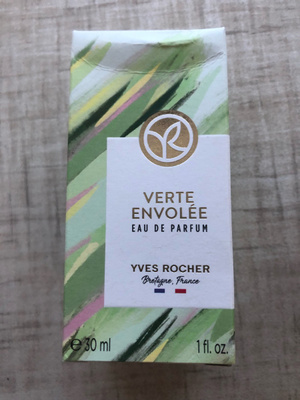 VERTE
ENVOLÉE
EAU DE PARFUM
YVES ROCHER
Bretagne, France
℮ 30 ml
1 fl. oz.